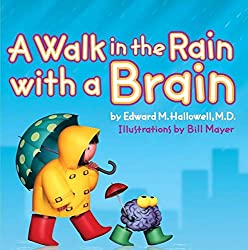 A Walk in the Rain
with a Brain
by Edward M. Hallowell, M.D.
Illustrations by Bill Mayer